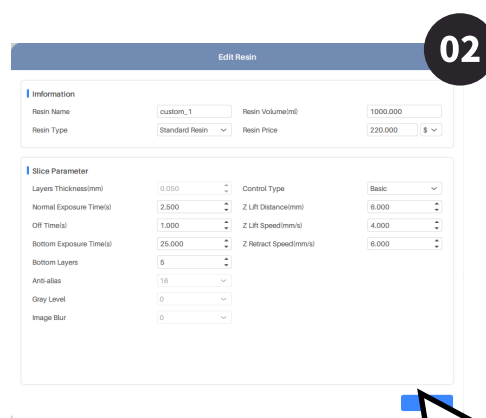 02
Edit Resin
Information
Resin Name custom_1 Resin Volume(ml) 1000.000
Resin Type Standard Resin Resin Price 220.000 $
Slice Parameter
Layers Thickness(mm) 0.050 Control Type Basic
Normal Exposure Time(s) 2.500 Z Lift Distance(mm) 6.000
Off Time(s) 1.000 Z Lift Speed(mm/s) 4.000
Bottom Exposure Time(s) 25.000 Z Retract Speed(mm/s) 6.000
Bottom Layers 5
Anti-alias 16
Gray Level 0
Image Blur 0